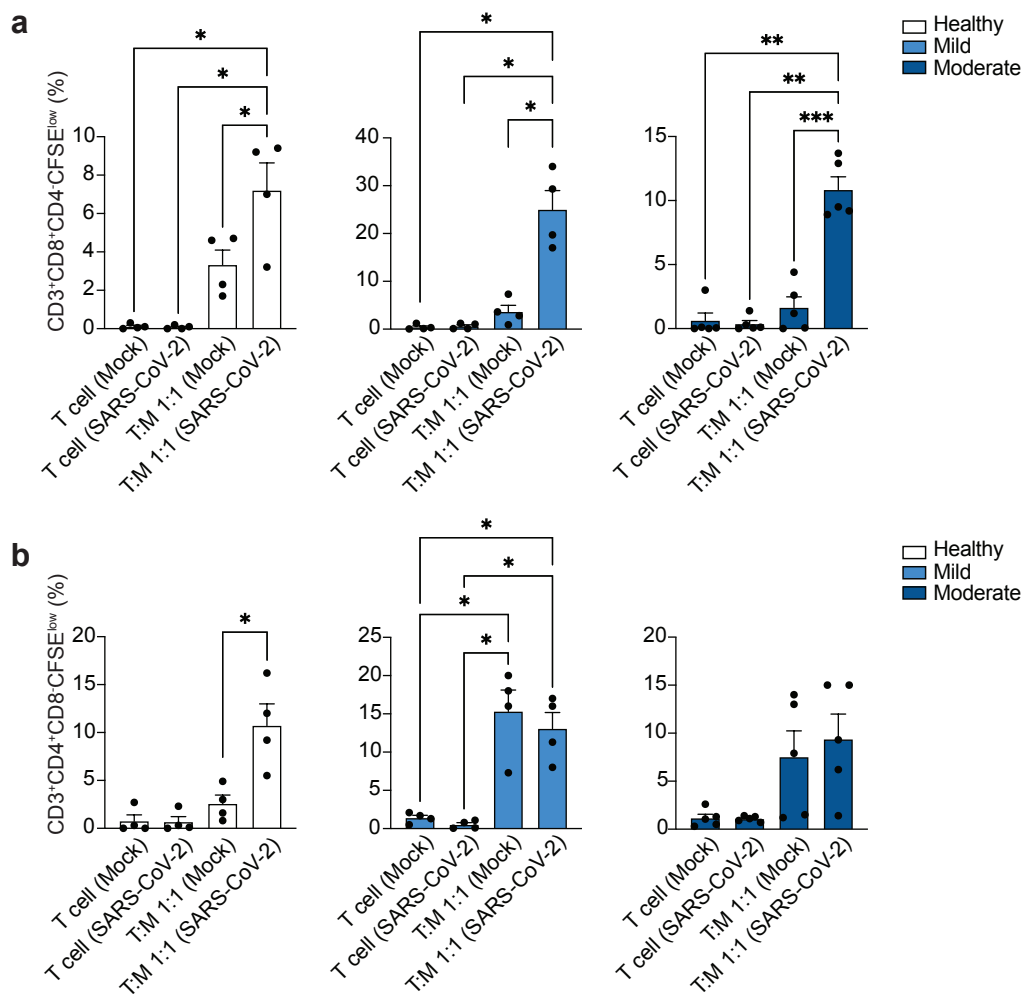 a
Healthy
Mild
Moderate
CD3⁺CD8⁺CD4⁻CFSEˡᵒʷ (%)
* * *
10
8
6
4
2
0
T cell (Mock)
T cell (SARS-CoV-2)
T:M 1:1 (Mock)
T:M 1:1 (SARS-CoV-2)
* * *
40
30
20
10
0
T cell (Mock)
T cell (SARS-CoV-2)
T:M 1:1 (Mock)
T:M 1:1 (SARS-CoV-2)
** ** ***
15
10
5
0
T cell (Mock)
T cell (SARS-CoV-2)
T:M 1:1 (Mock)
T:M 1:1 (SARS-CoV-2)
b
Healthy
Mild
Moderate
CD3⁺CD4⁺CD8⁻CFSEˡᵒʷ (%)
*
20
15
10
5
0
T cell (Mock)
T cell (SARS-CoV-2)
T:M 1:1 (Mock)
T:M 1:1 (SARS-CoV-2)
* * * *
25
20
15
10
5
0
T cell (Mock)
T cell (SARS-CoV-2)
T:M 1:1 (Mock)
T:M 1:1 (SARS-CoV-2)
20
15
10
5
0
T cell (Mock)
T cell (SARS-CoV-2)
T:M 1:1 (Mock)
T:M 1:1 (SARS-CoV-2)